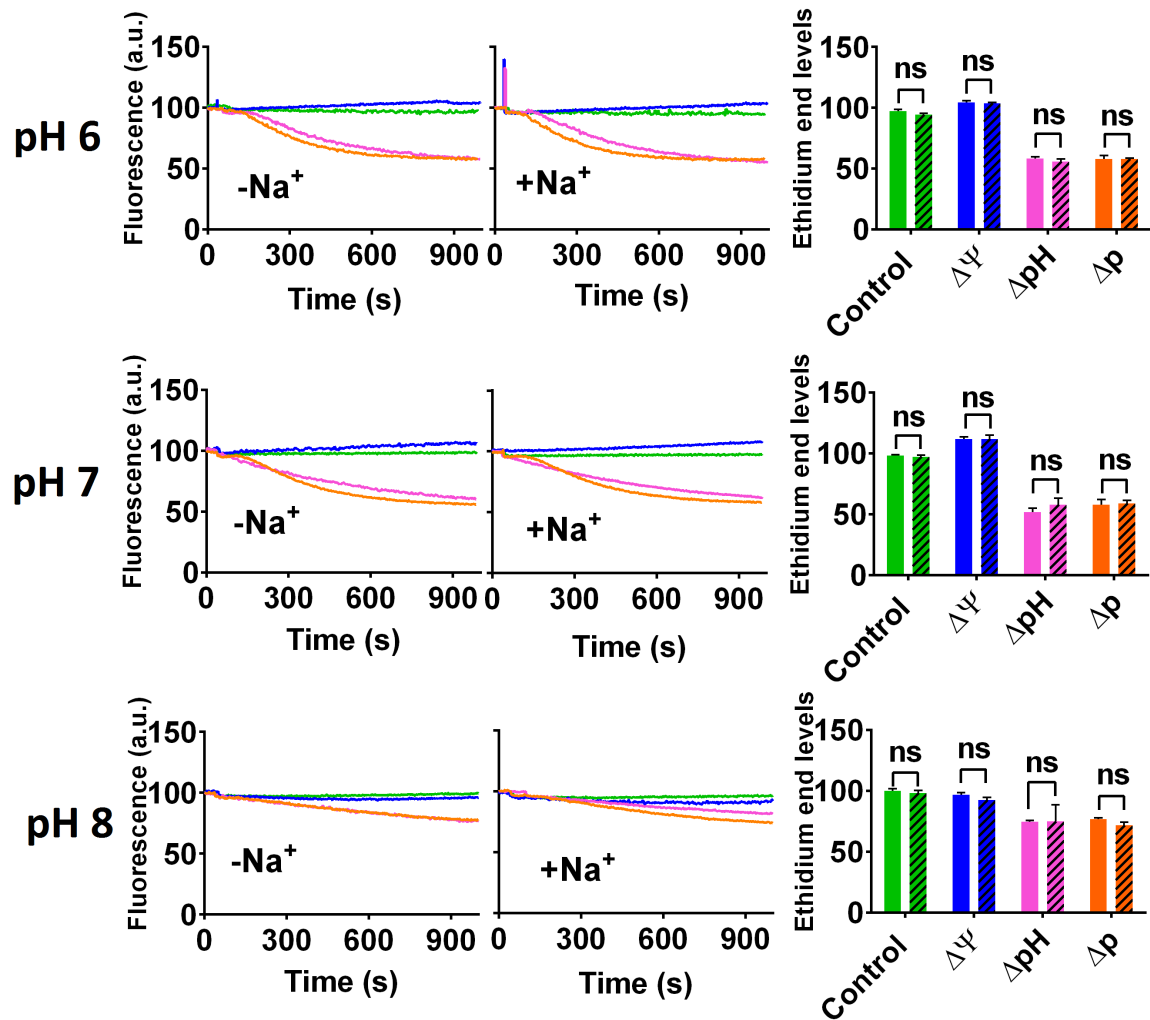 pH 6
Fluorescence (a.u.)
150
100
50
0
-Na+
0 300 600 900
Time (s)
+Na+
0 300 600 900
Time (s)
Ethidium end levels
150
100
50
0
ns ns ns ns
Control ΔΨ ΔpH Δp
pH 7
Fluorescence (a.u.)
150
100
50
0
-Na+
0 300 600 900
Time (s)
+Na+
0 300 600 900
Time (s)
Ethidium end levels
150
100
50
0
ns ns ns ns
Control ΔΨ ΔpH Δp
pH 8
Fluorescence (a.u.)
150
100
50
0
-Na+
0 300 600 900
Time (s)
+Na+
0 300 600 900
Time (s)
Ethidium end levels
150
100
50
0
ns ns ns ns
Control ΔΨ ΔpH Δp